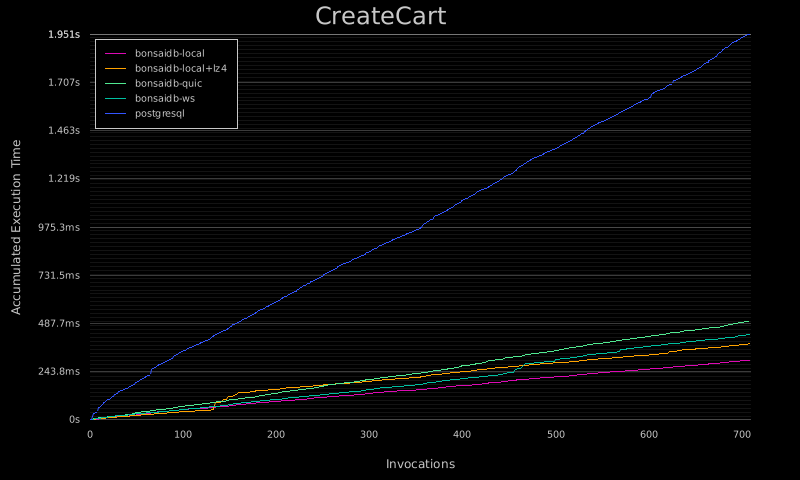 CreateCart
1.951s
bonsaidb-local
bonsaidb-local+lz4
bonsaidb-quic
bonsaidb-ws
postgresql
1.707s
1.463s
1.219s
975.3ms
731.5ms
487.7ms
243.8ms
0s
Accumulated Execution Time
0 100 200 300 400 500 600 700
Invocations